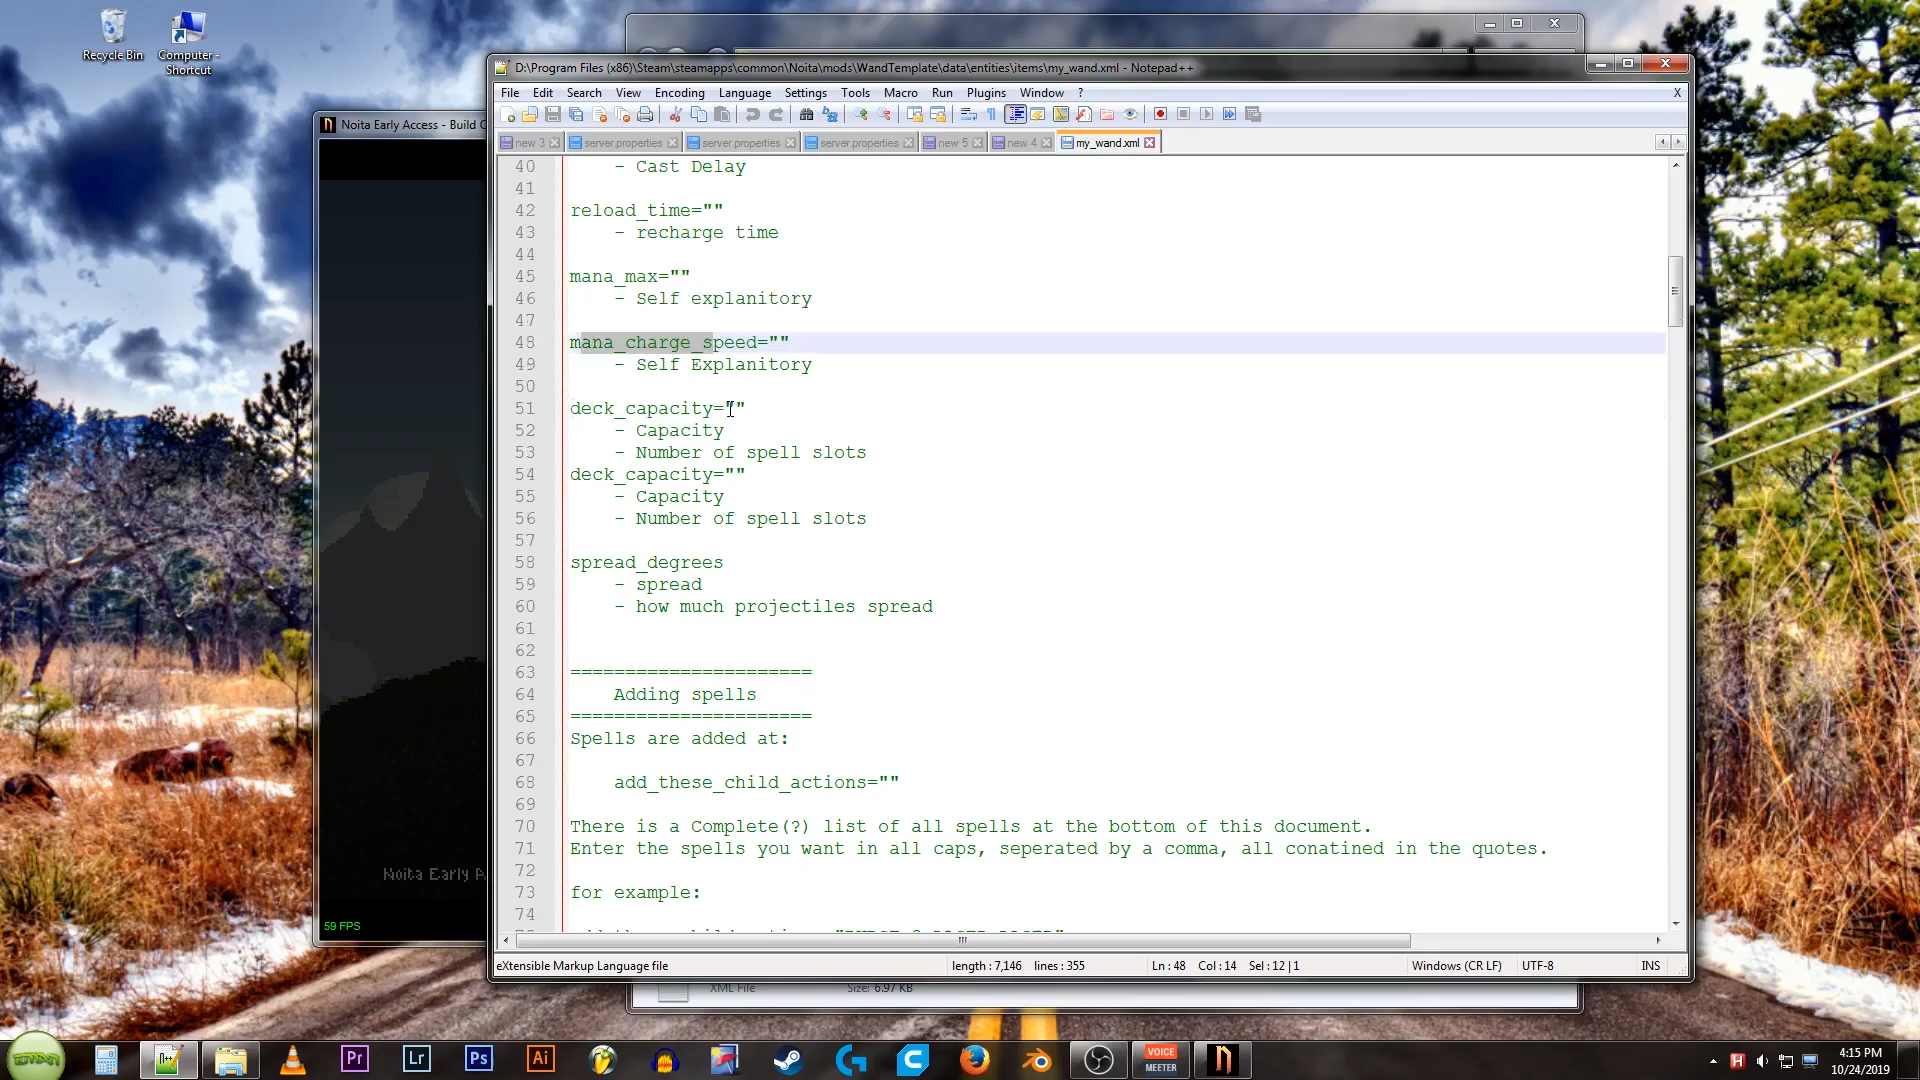 Recycle Bin
Computer - Shortcut
Noita Early Access - Build
D:\Program Files (x86)\Steam\steamapps\common\Noita\mods\WandTemplate\data\entities\items\my_wand.xml - Notepad++
File Edit Search View Encoding Language Settings Tools Macro Run Plugins Window ? X
new 3 server.properties server.properties server.properties new 5 new 4 my_wand.xml
40 - Cast Delay
41
42 reload_time=""
43 - recharge time
44
45 mana_max=""
46 - Self explanitory
47
48 mana_charge_speed=""
49 - Self Explanitory
50
51 deck_capacity=""
52 - Capacity
53 - Number of spell slots
54 deck_capacity=""
55 - Capacity
56 - Number of spell slots
57
58 spread_degrees
59 - spread
60 - how much projectiles spread
61
62
63 ======================
64 Adding spells
65 ======================
66 Spells are added at:
67
68 add_these_child_actions=""
69
70 There is a Complete(?) list of all spells at the bottom of this document.
71 Enter the spells you want in all caps, seperated by a comma, all conatined in the quotes.
72
73 for example:
74
Noita Early
59 FPS
eXtensible Markup Language file length : 7,146 lines : 355 Ln : 48 Col : 14 Sel : 12 | 1 Windows (CR LF) UTF-8 INS
XML File Size: 6.97 KB
Pr Lr Ps Ai VOICE MEETER
4:15 PM
10/24/2019